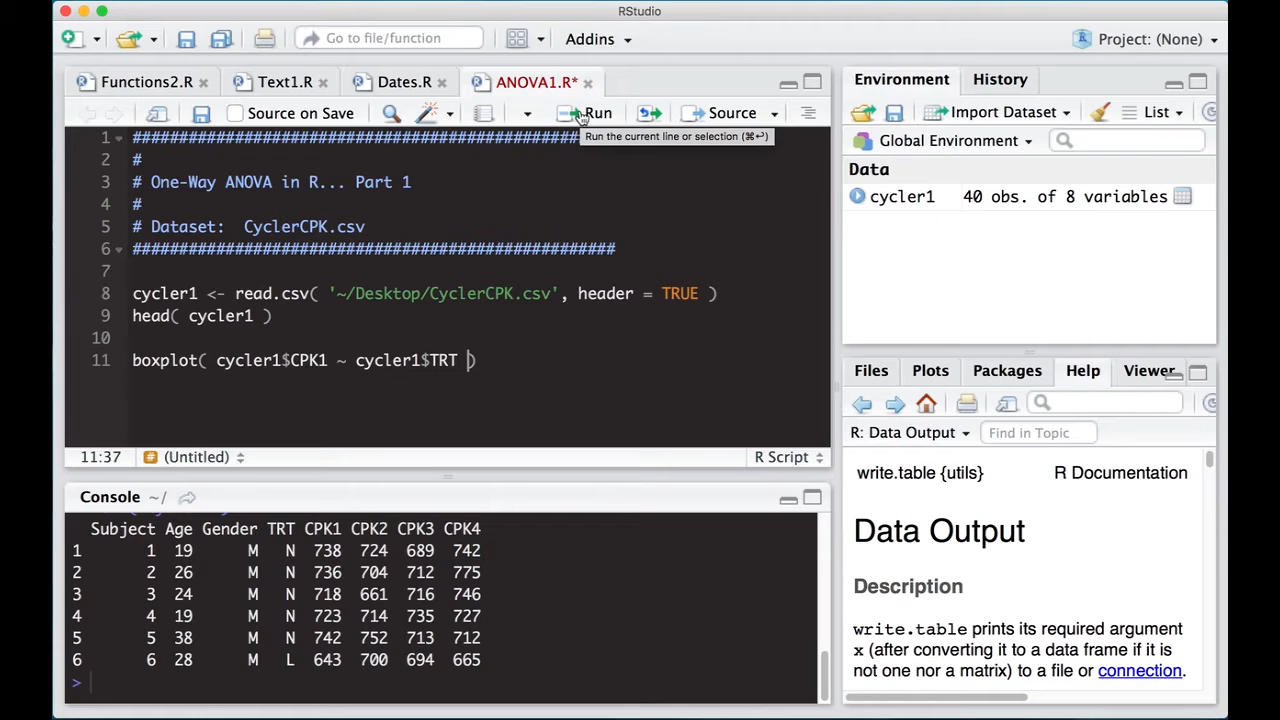 RStudio
Go to file/function
Addins
Project: (None)
Functions2.R
Text1.R
Dates.R
ANOVA1.R*
Source on Save
Run
Source
Run the current line or selection (⌘⏎)
1 ##################################################
2 #
3 # One-Way ANOVA in R... Part 1
4 #
5 # Dataset:  CyclerCPK.csv
6 ####################################################
7
8 cycler1 <- read.csv( '~/Desktop/CyclerCPK.csv', header = TRUE )
9 head( cycler1 )
10
11 boxplot( cycler1$CPK1 ~ cycler1$TRT )
11:37
(Untitled)
R Script
Console ~/
Subject Age Gender TRT CPK1 CPK2 CPK3 CPK4
1 1 19 M N 738 724 689 742
2 2 26 M N 736 704 712 775
3 3 24 M N 718 661 716 746
4 4 19 M N 723 714 735 727
5 5 38 M N 742 752 713 712
6 6 28 M L 643 700 694 665
>
Environment
History
Import Dataset
List
Global Environment
Data
cycler1 40 obs. of 8 variables
Files
Plots
Packages
Help
Viewer
R: Data Output
Find in Topic
write.table {utils}
R Documentation
Data Output
Description
write.table prints its required argument
x (after converting it to a data frame if it
is not one nor a matrix) to a file or connection.